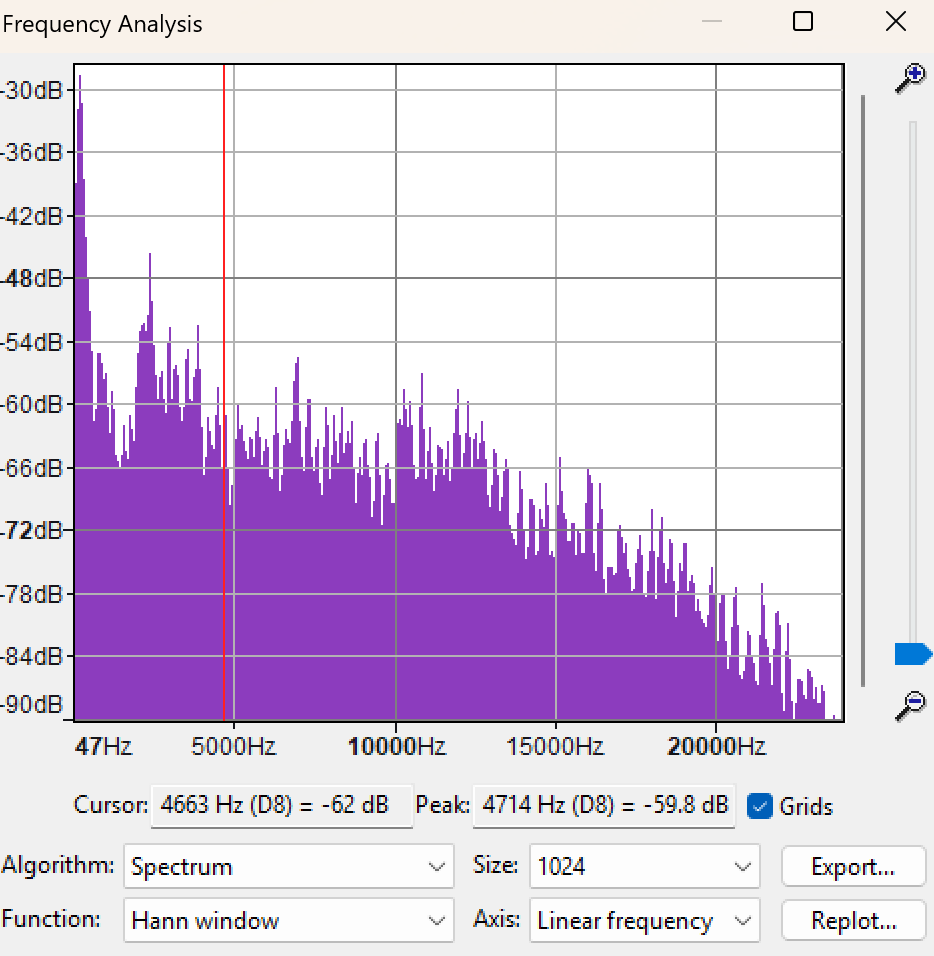 Frequency Analysis
-30dB
-36dB
-42dB
-48dB
-54dB
-60dB
-66dB
-72dB
-78dB
-84dB
-90dB
47Hz 5000Hz 10000Hz 15000Hz 20000Hz
Cursor: 4663 Hz (D8) = -62 dB Peak: 4714 Hz (D8) = -59.8 dB Grids
Algorithm: Spectrum Size: 1024 Export...
Function: Hann window Axis: Linear frequency Replot...